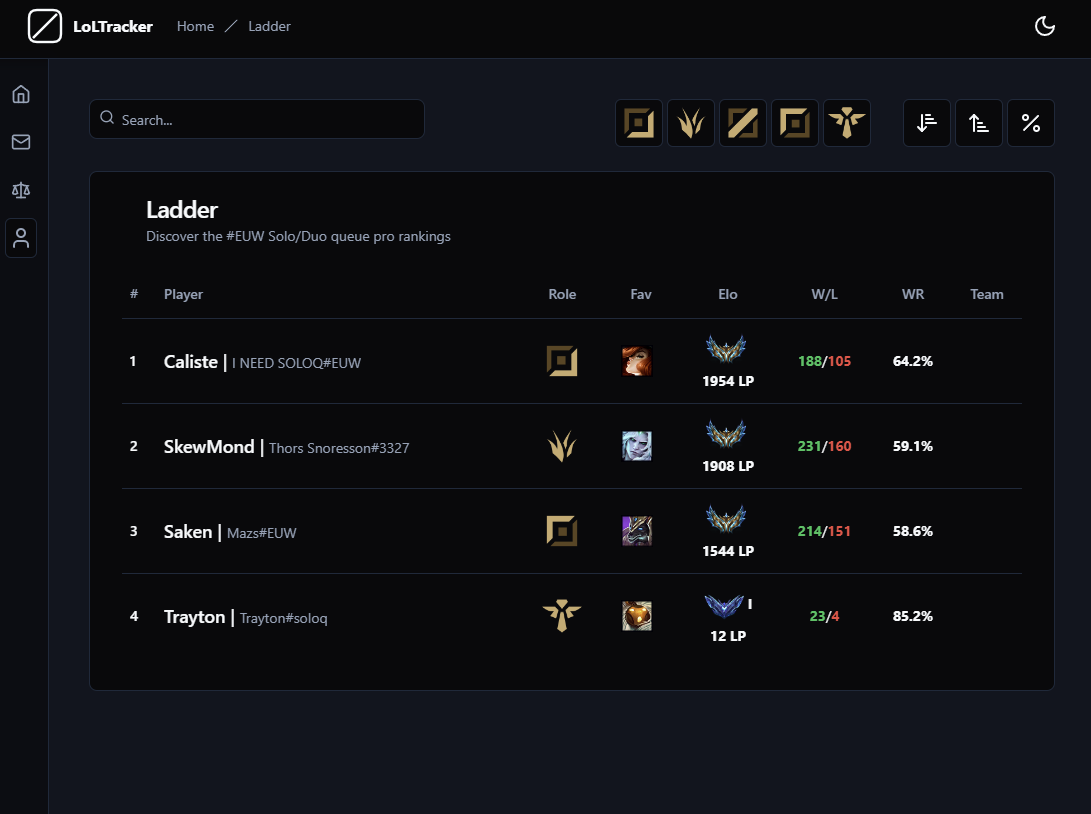 LoLTracker Home Ladder
Search...
Ladder
Discover the #EUW Solo/Duo queue pro rankings
# Player Role Fav Elo W/L WR Team
1 Caliste | I NEED SOLOQ#EUW 1954 LP 188/105 64.2%
2 SkewMond | Thors Snoresson#3327 1908 LP 231/160 59.1%
3 Saken | Mazs#EUW 1544 LP 214/151 58.6%
4 Trayton | Trayton#soloq I 12 LP 23/4 85.2%